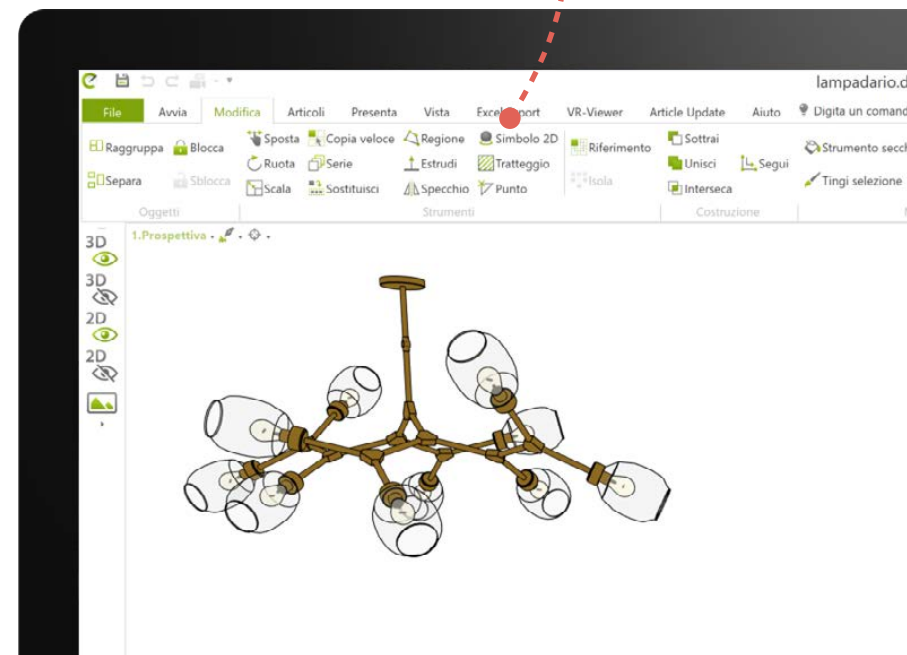 lampadario.d
File Avvia Modifica Articoli Presenta Vista VR-Viewer Article Update Aiuto Digita un comand
Raggruppa Blocca Sposta Copia veloce Regione Simbolo 2D Riferimento Sottrai Strumento secch
Ruota Serie Estrudi Tratteggio Unisci Segui
Separa Sblocca Scala Sostituisci Specchio Punto Isola Interseca Tingi selezione
Oggetti Strumenti Costruzione
1.Prospettiva
3D
3D
2D
2D